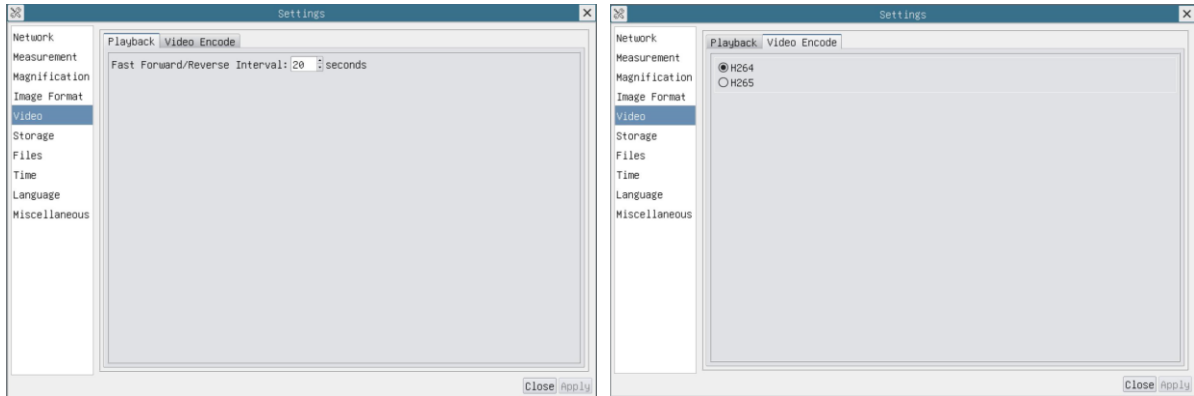 Settings
Network
Measurement
Magnification
Image Format
Video
Storage
Files
Time
Language
Miscellaneous
Playback Video Encode
Fast Forward/Reverse Interval: 20 seconds
Close Apply
Settings
Network
Measurement
Magnification
Image Format
Video
Storage
Files
Time
Language
Miscellaneous
Playback Video Encode
H264
H265
Close Apply